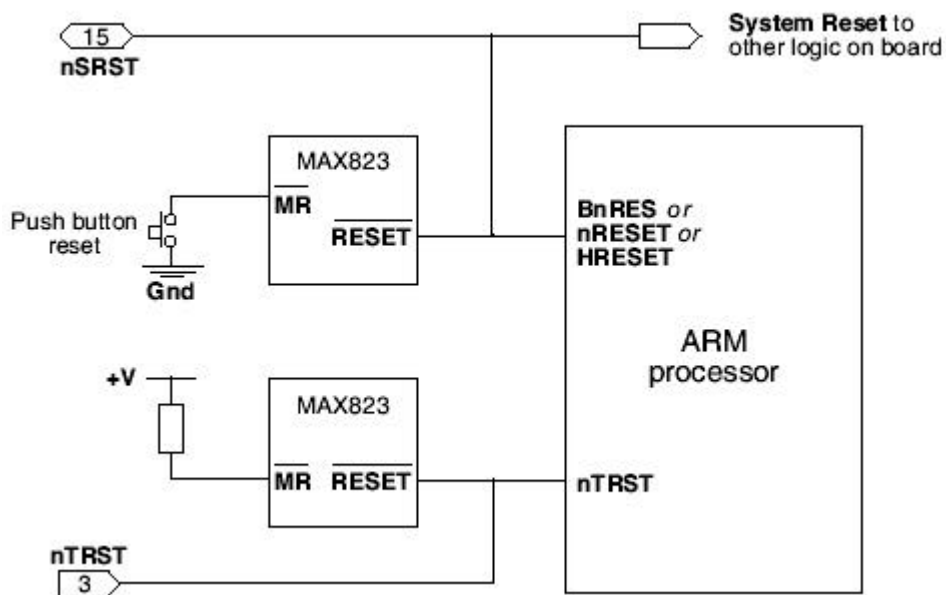 15
nSRST
System Reset to
other logic on board
MAX823
MR
RESET
Push button
reset
Gnd
BnRES or
nRESET or
HRESET
ARM
processor
+V
MAX823
MR RESET
nTRST
nTRST
3